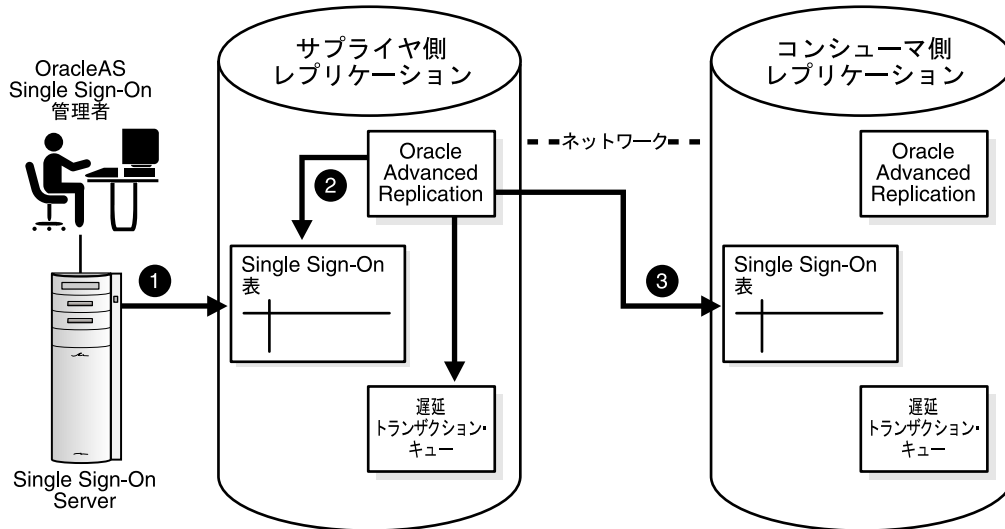 OracleAS
Single Sign-On
管理者
Single Sign-On
Server
1
サプライヤ側
レプリケーション
Oracle
Advanced
Replication
2
Single Sign-On
表
遅延
トランザクション・
キュー
ネットワーク
3
コンシューマ側
レプリケーション
Oracle
Advanced
Replication
Single Sign-On
表
遅延
トランザクション・
キュー